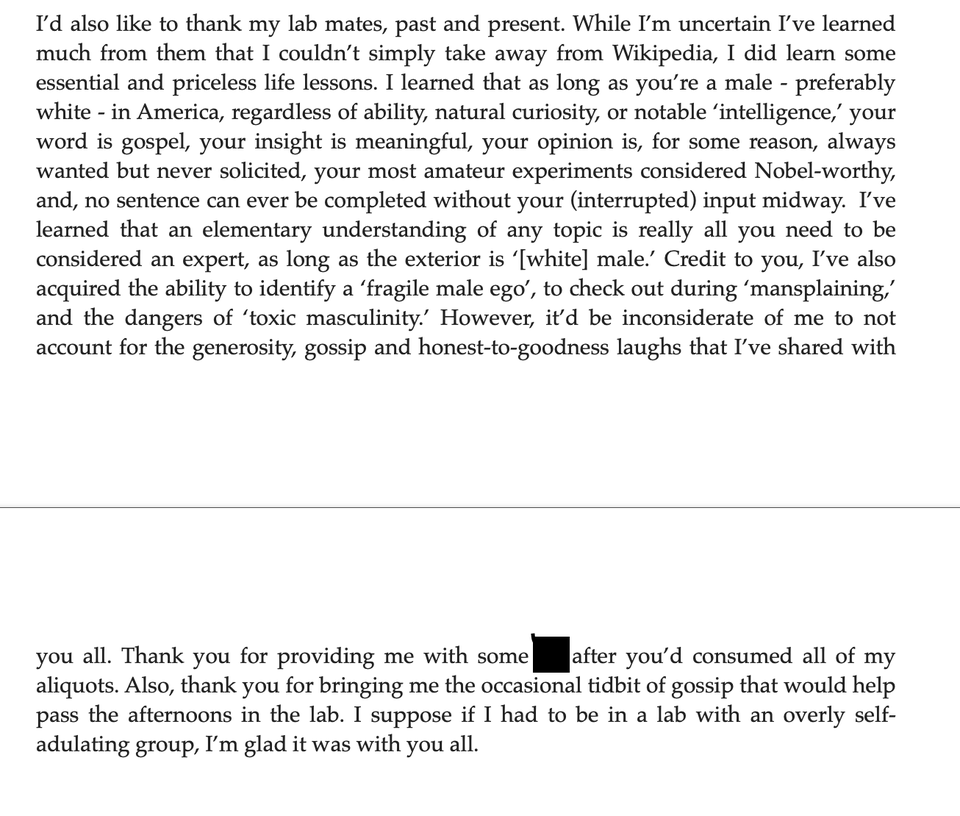 I’d also like to thank my lab mates, past and present. While I’m uncertain I’ve learned
much from them that I couldn’t simply take away from Wikipedia, I did learn some
essential and priceless life lessons. I learned that as long as you’re a male - preferably
white - in America, regardless of ability, natural curiosity, or notable ‘intelligence,’ your
word is gospel, your insight is meaningful, your opinion is, for some reason, always
wanted but never solicited, your most amateur experiments considered Nobel-worthy,
and, no sentence can ever be completed without your (interrupted) input midway.  I’ve
learned that an elementary understanding of any topic is really all you need to be
considered an expert, as long as the exterior is ‘[white] male.’ Credit to you, I’ve also
acquired the ability to identify a ‘fragile male ego’, to check out during ‘mansplaining,’
and the dangers of ‘toxic masculinity.’ However, it’d be inconsiderate of me to not
account for the generosity, gossip and honest-to-goodness laughs that I’ve shared with
you all. Thank you for providing me with some after you’d consumed all of my
aliquots. Also, thank you for bringing me the occasional tidbit of gossip that would help
pass the afternoons in the lab. I suppose if I had to be in a lab with an overly self-
adulating group, I’m glad it was with you all.